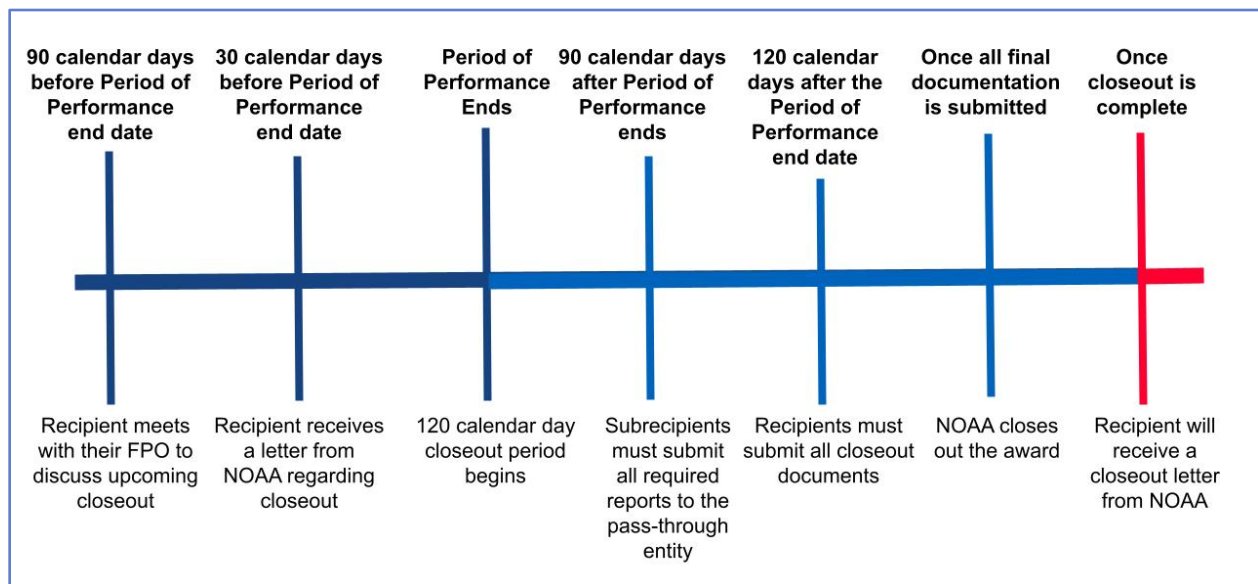 90 calendar days
before Period of
Performance
end date
30 calendar days
before Period of
Performance
end date
Period of
Performance
Ends
90 calendar days
after Period of
Performance
ends
120 calendar
days after the
Period of
Performance
end date
Once all final
documentation
is submitted
Once
closeout is
complete
Recipient meets
with their FPO to
discuss upcoming
closeout
Recipient receives
a letter from
NOAA regarding
closeout
120 calendar day
closeout period
begins
Subrecipients
must submit
all required
reports to the
pass-through
entity
Recipients must
submit all closeout
documents
NOAA closes
out the award
Recipient will
receive a
closeout letter
from NOAA